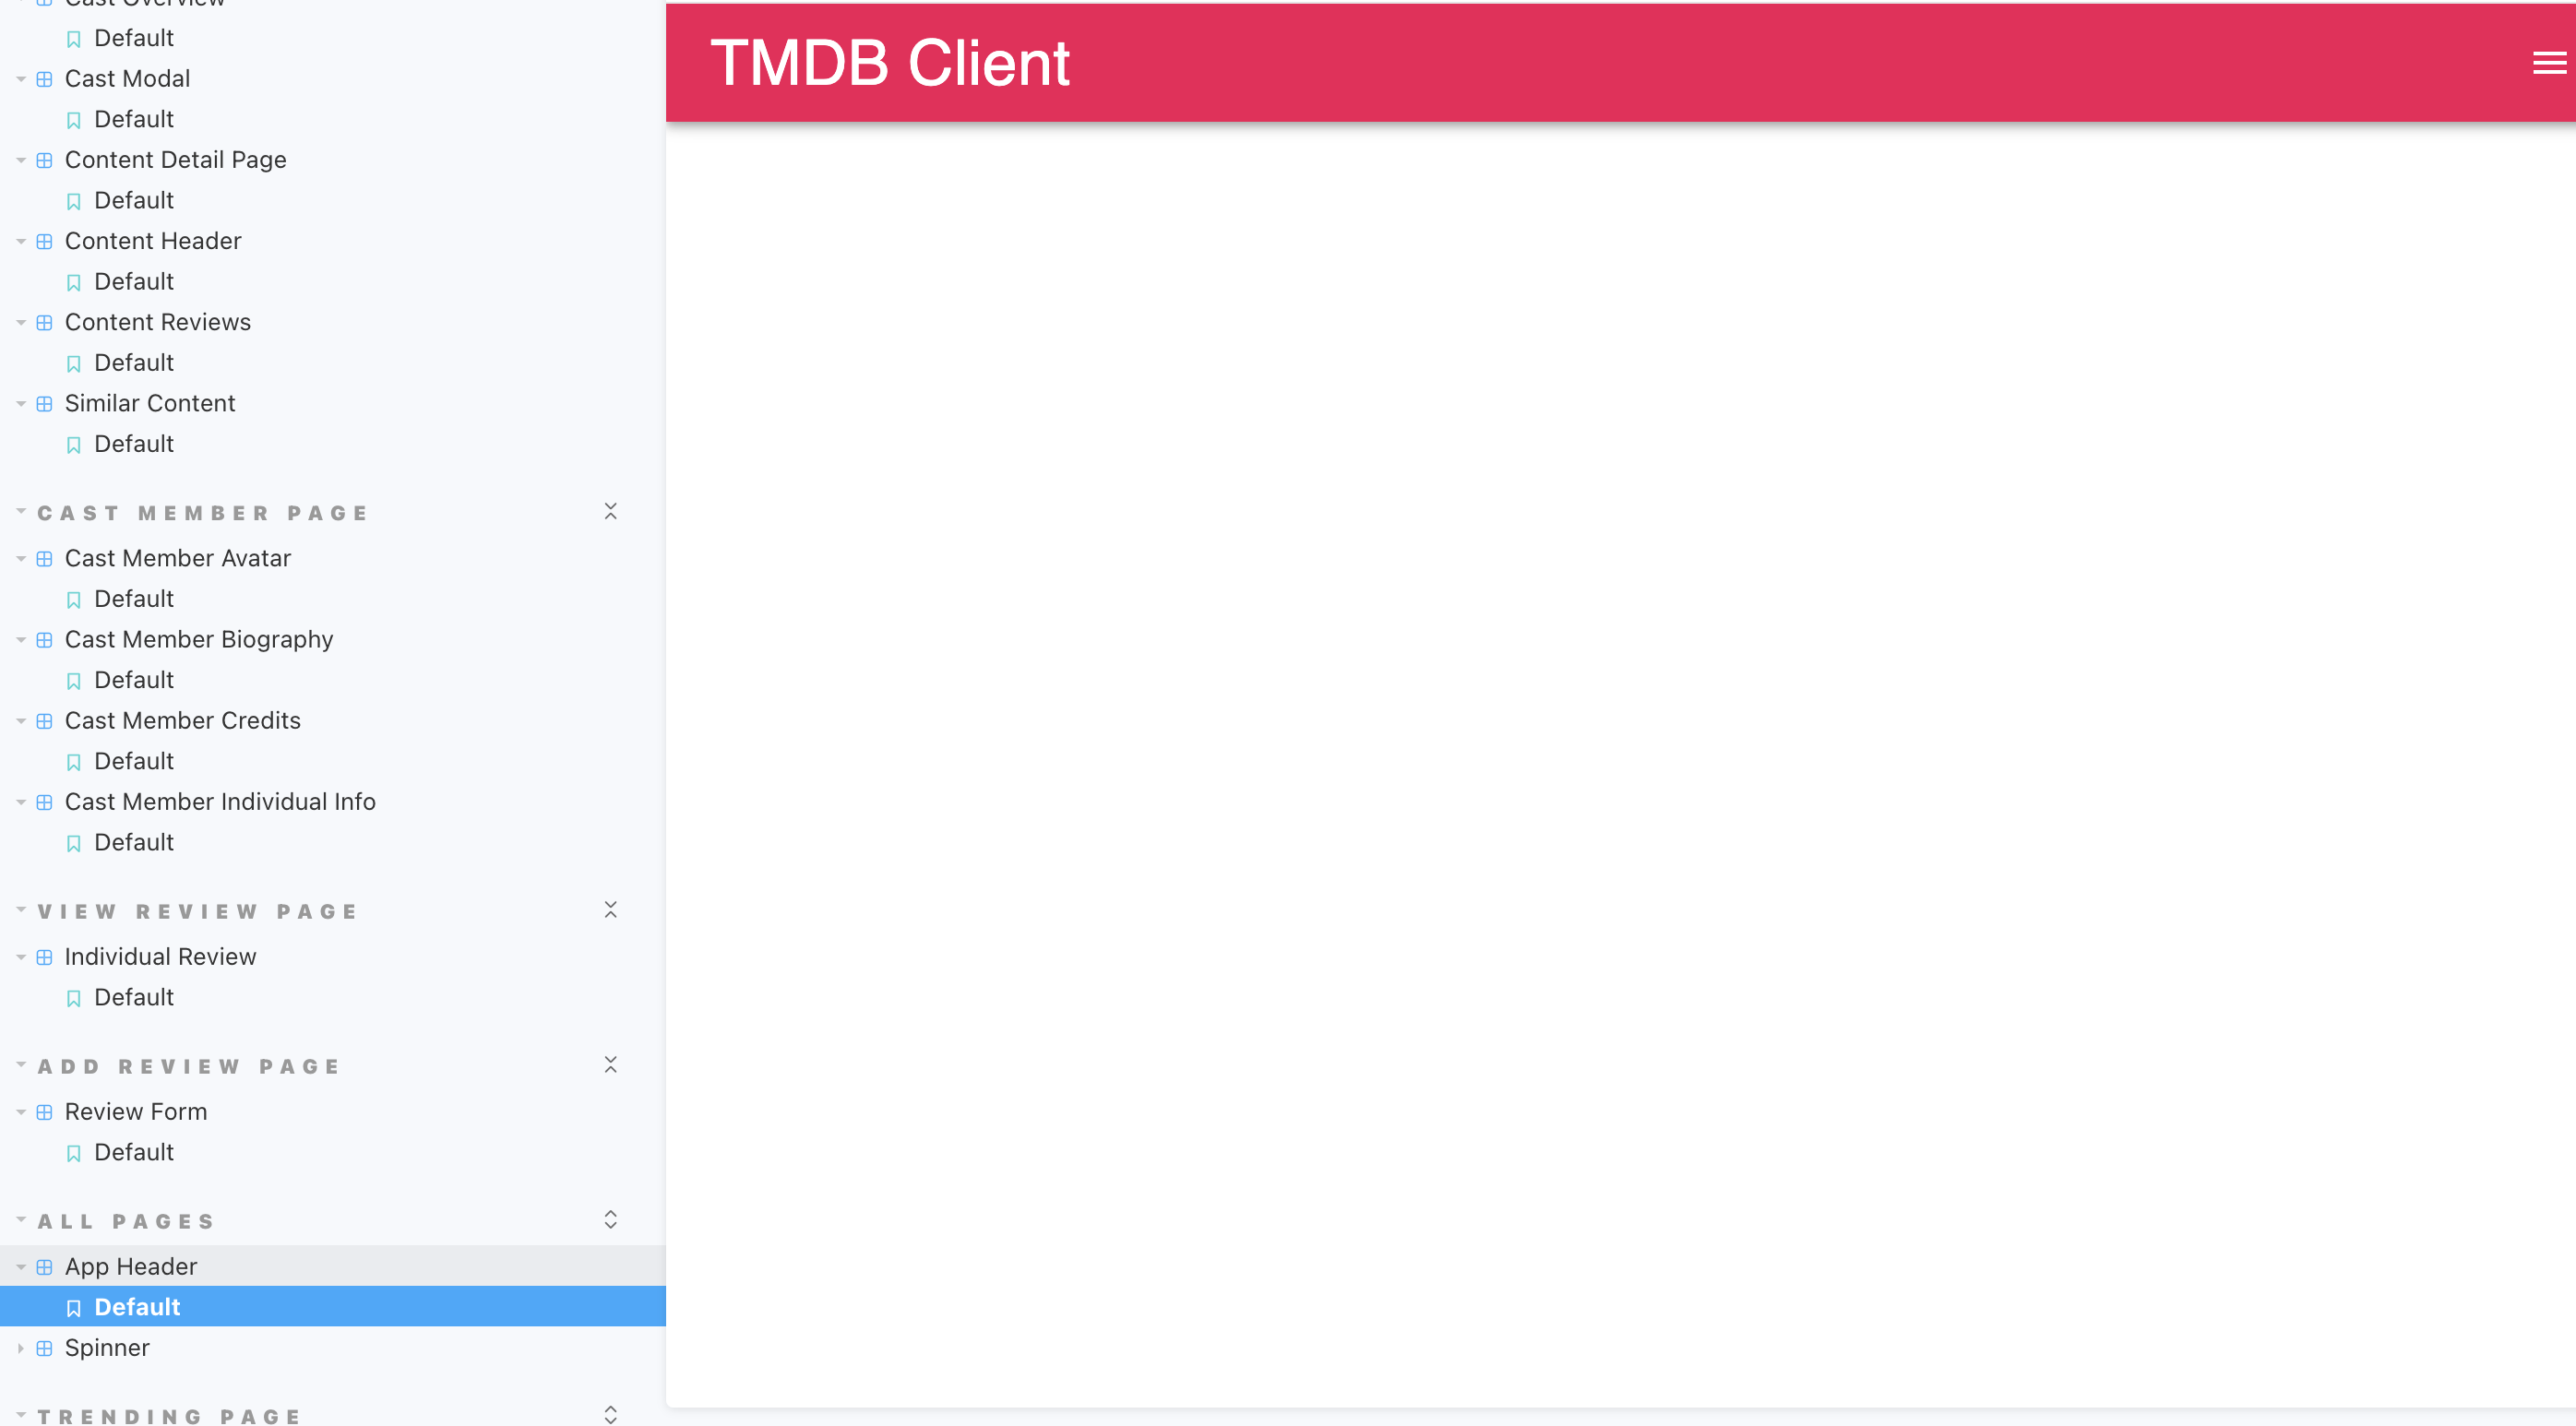 Cast Overview
Default
Cast Modal
Default
Content Detail Page
Default
Content Header
Default
Content Reviews
Default
Similar Content
Default
CAST MEMBER PAGE
Cast Member Avatar
Default
Cast Member Biography
Default
Cast Member Credits
Default
Cast Member Individual Info
Default
VIEW REVIEW PAGE
Individual Review
Default
ADD REVIEW PAGE
Review Form
Default
ALL PAGES
App Header
Default
Spinner
TRENDING PAGE
TMDB Client